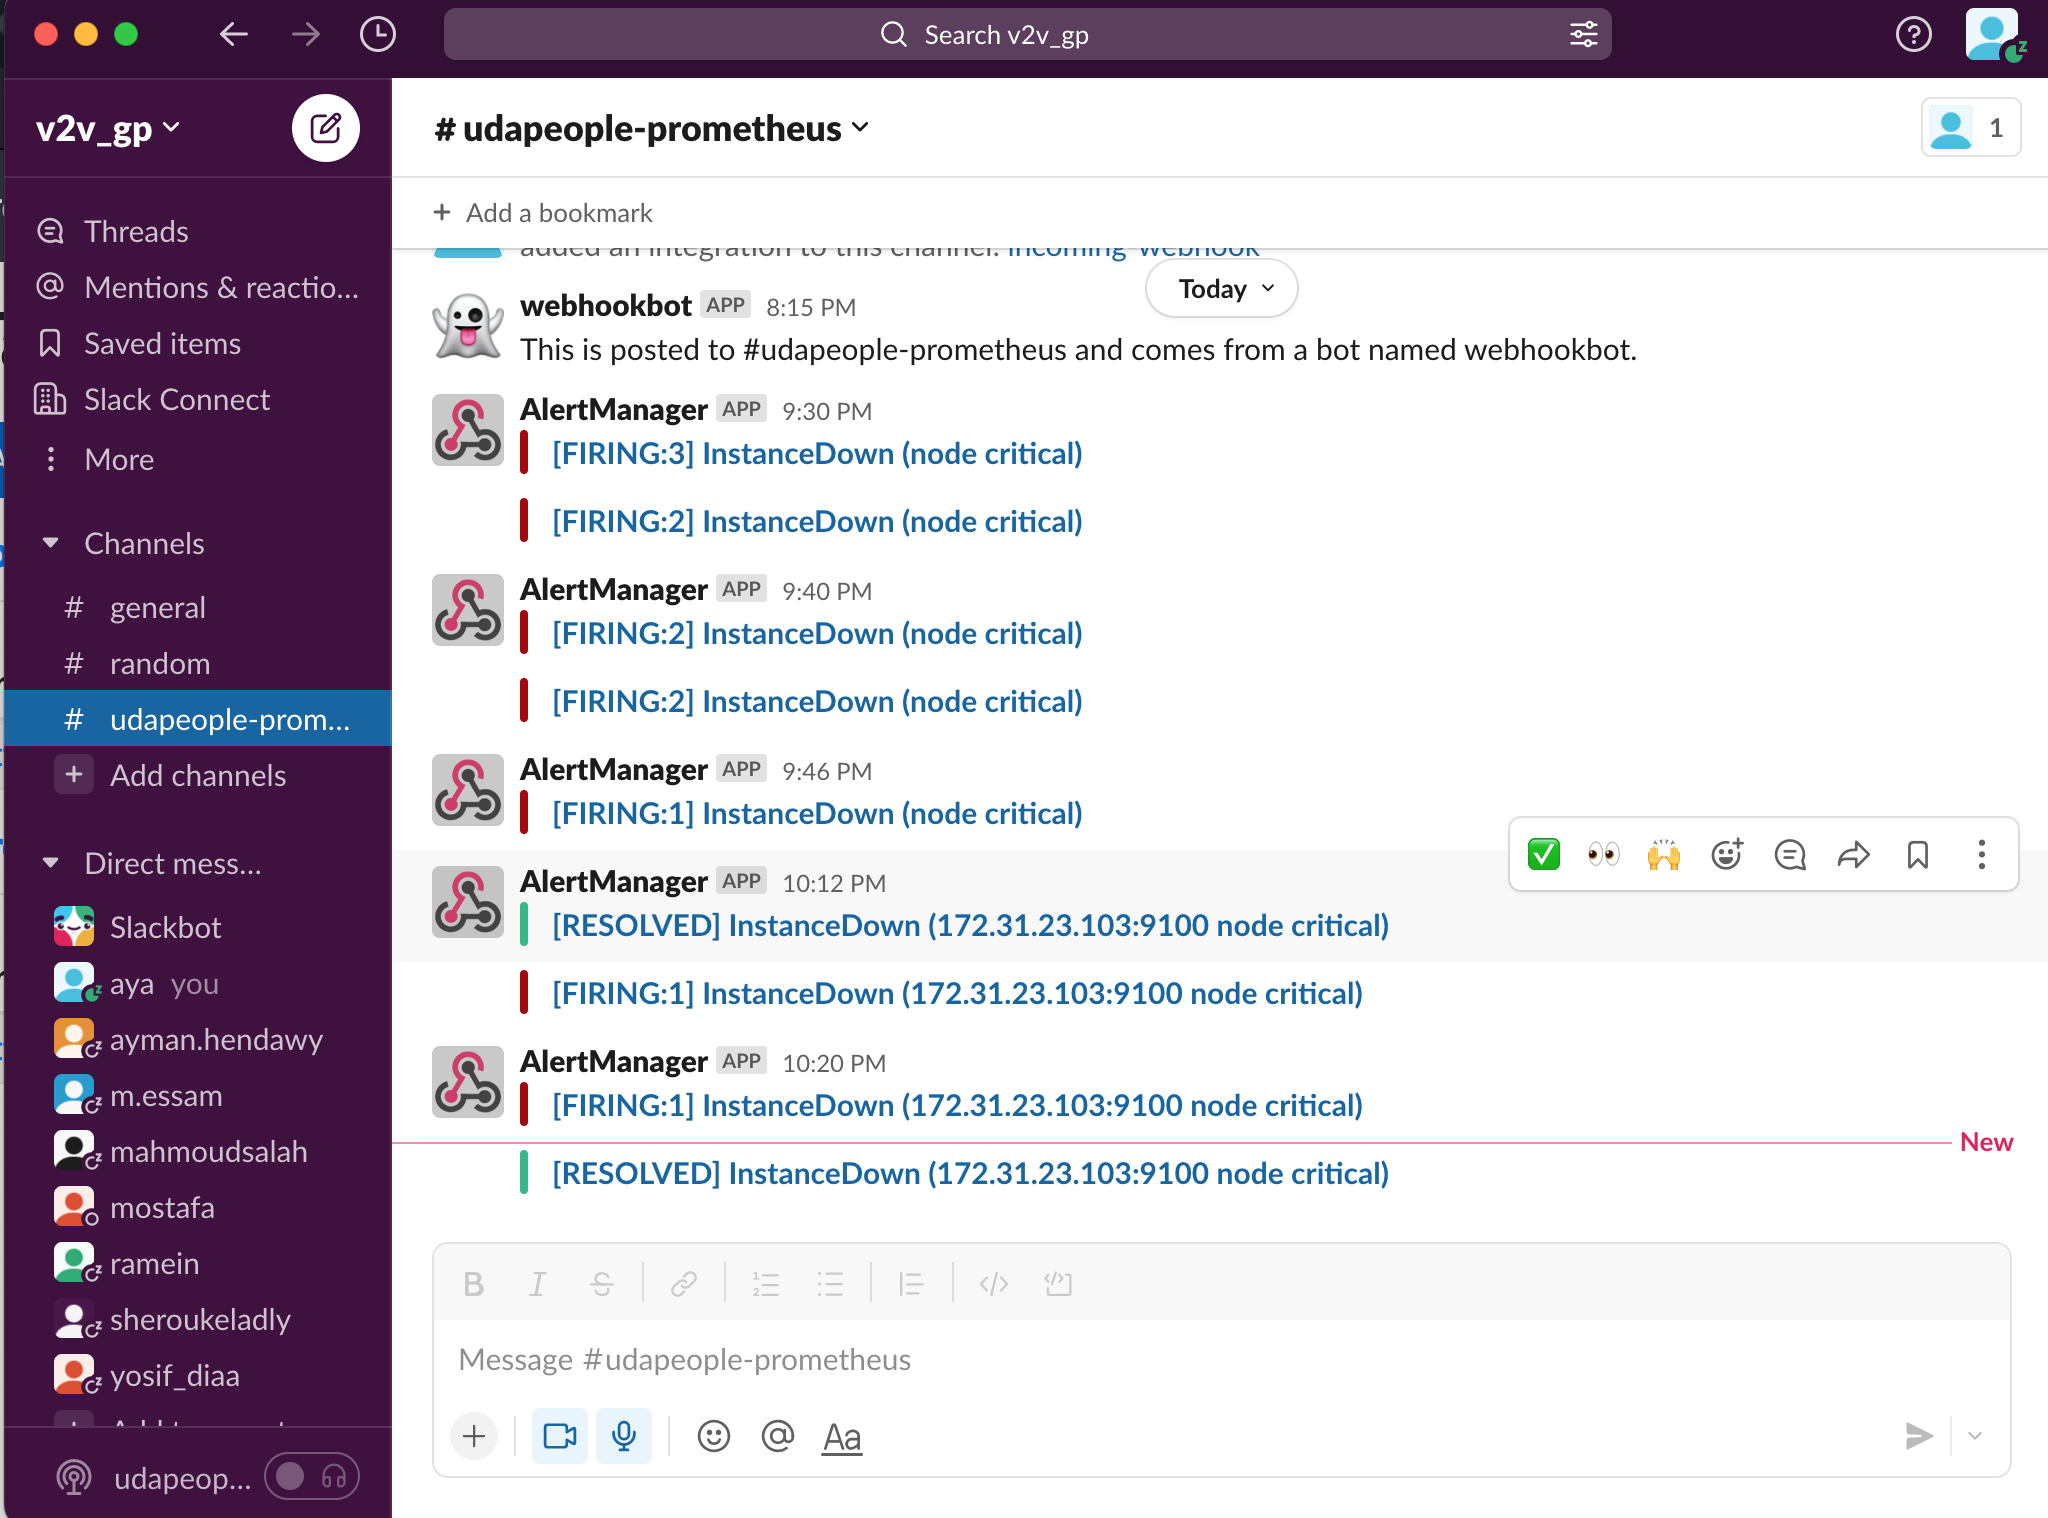 Search v2v_gp
v2v_gp
Threads
Mentions & reactio...
Saved items
Slack Connect
More
Channels
# general
# random
# udapeople-prom...
+ Add channels
Direct mess...
Slackbot
aya you
ayman.hendawy
m.essam
mahmoudsalah
mostafa
ramein
sheroukeladly
yosif_diaa
udapeop...
# udapeople-prometheus
1
+ Add a bookmark
added an integration to this channel: incoming-webhook
Today
webhookbot APP 8:15 PM
This is posted to #udapeople-prometheus and comes from a bot named webhookbot.
AlertManager APP 9:30 PM
[FIRING:3] InstanceDown (node critical)
[FIRING:2] InstanceDown (node critical)
AlertManager APP 9:40 PM
[FIRING:2] InstanceDown (node critical)
[FIRING:2] InstanceDown (node critical)
AlertManager APP 9:46 PM
[FIRING:1] InstanceDown (node critical)
AlertManager APP 10:12 PM
[RESOLVED] InstanceDown (172.31.23.103:9100 node critical)
[FIRING:1] InstanceDown (172.31.23.103:9100 node critical)
AlertManager APP 10:20 PM
[FIRING:1] InstanceDown (172.31.23.103:9100 node critical)
New
[RESOLVED] InstanceDown (172.31.23.103:9100 node critical)
Message #udapeople-prometheus
Aa